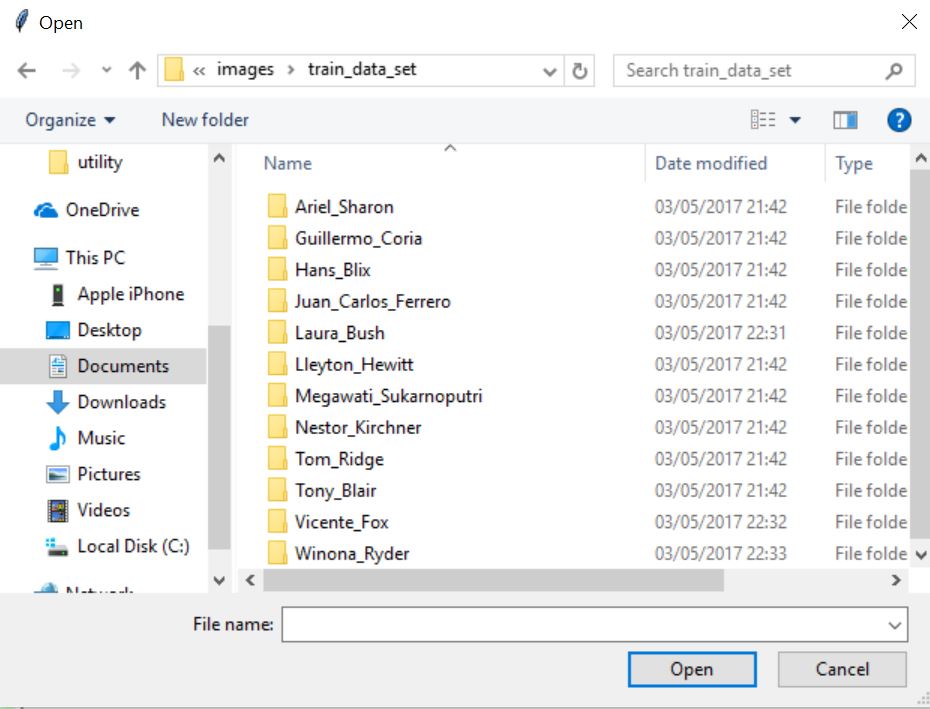 Open
« images > train_data_set
Search train_data_set
Organize
New folder
?
utility
OneDrive
This PC
Apple iPhone
Desktop
Documents
Downloads
Music
Pictures
Videos
Local Disk (C:)
Name Date modified Type
Ariel_Sharon 03/05/2017 21:42 File folde
Guillermo_Coria 03/05/2017 21:42 File folde
Hans_Blix 03/05/2017 21:42 File folde
Juan_Carlos_Ferrero 03/05/2017 21:42 File folde
Laura_Bush 03/05/2017 22:31 File folde
Lleyton_Hewitt 03/05/2017 21:42 File folde
Megawati_Sukarnoputri 03/05/2017 21:42 File folde
Nestor_Kirchner 03/05/2017 21:42 File folde
Tom_Ridge 03/05/2017 21:42 File folde
Tony_Blair 03/05/2017 21:42 File folde
Vicente_Fox 03/05/2017 22:32 File folde
Winona_Ryder 03/05/2017 22:33 File folde
File name:
Open
Cancel